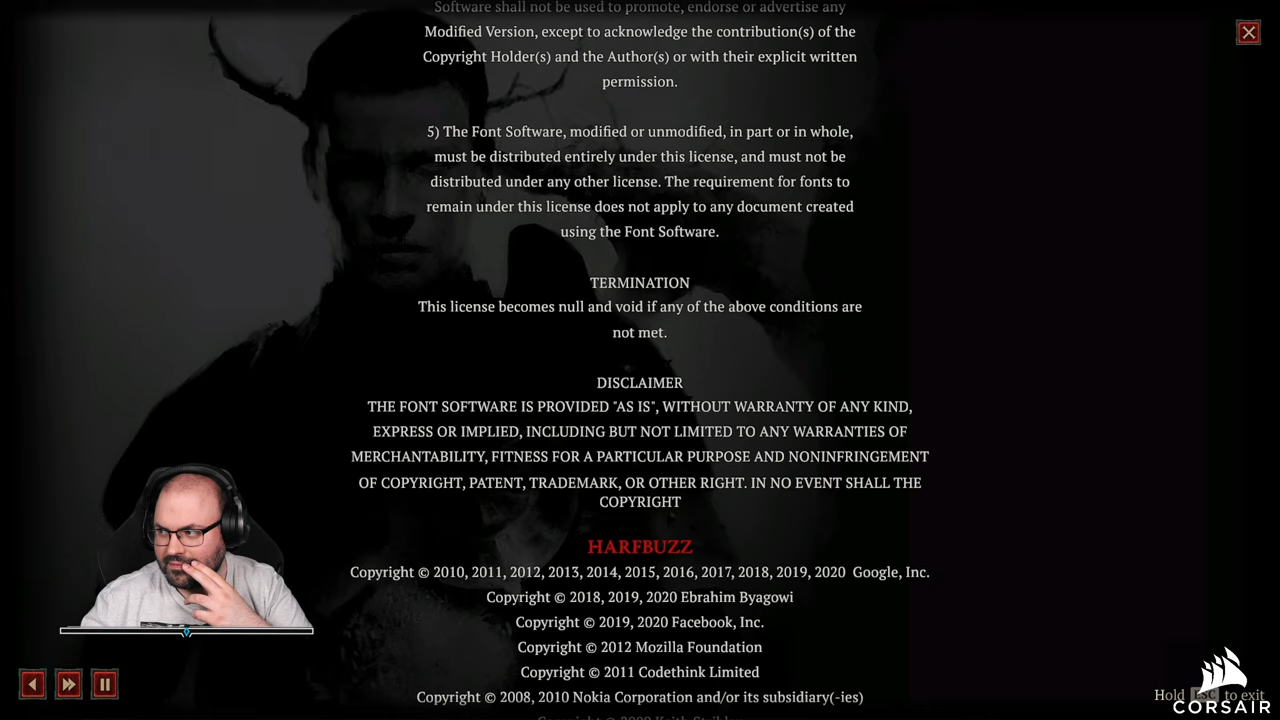 Software shall not be used to promote, endorse or advertise any
Modified Version, except to acknowledge the contribution(s) of the
Copyright Holder(s) and the Author(s) or with their explicit written
permission.
5) The Font Software, modified or unmodified, in part or in whole,
must be distributed entirely under this license, and must not be
distributed under any other license. The requirement for fonts to
remain under this license does not apply to any document created
using the Font Software.
TERMINATION
This license becomes null and void if any of the above conditions are
not met.
DISCLAIMER
THE FONT SOFTWARE IS PROVIDED "AS IS", WITHOUT WARRANTY OF ANY KIND,
EXPRESS OR IMPLIED, INCLUDING BUT NOT LIMITED TO ANY WARRANTIES OF
MERCHANTABILITY, FITNESS FOR A PARTICULAR PURPOSE AND NONINFRINGEMENT
OF COPYRIGHT, PATENT, TRADEMARK, OR OTHER RIGHT. IN NO EVENT SHALL THE
COPYRIGHT
HARFBUZZ
Copyright © 2010, 2011, 2012, 2013, 2014, 2015, 2016, 2017, 2018, 2019, 2020 Google, Inc.
Copyright © 2018, 2019, 2020 Ebrahim Byagowi
Copyright © 2019, 2020 Facebook, Inc.
Copyright © 2012 Mozilla Foundation
Copyright © 2011 Codethink Limited
Copyright © 2008, 2010 Nokia Corporation and/or its subsidiary(-ies)
Hold ESC to exit
CORSAIR